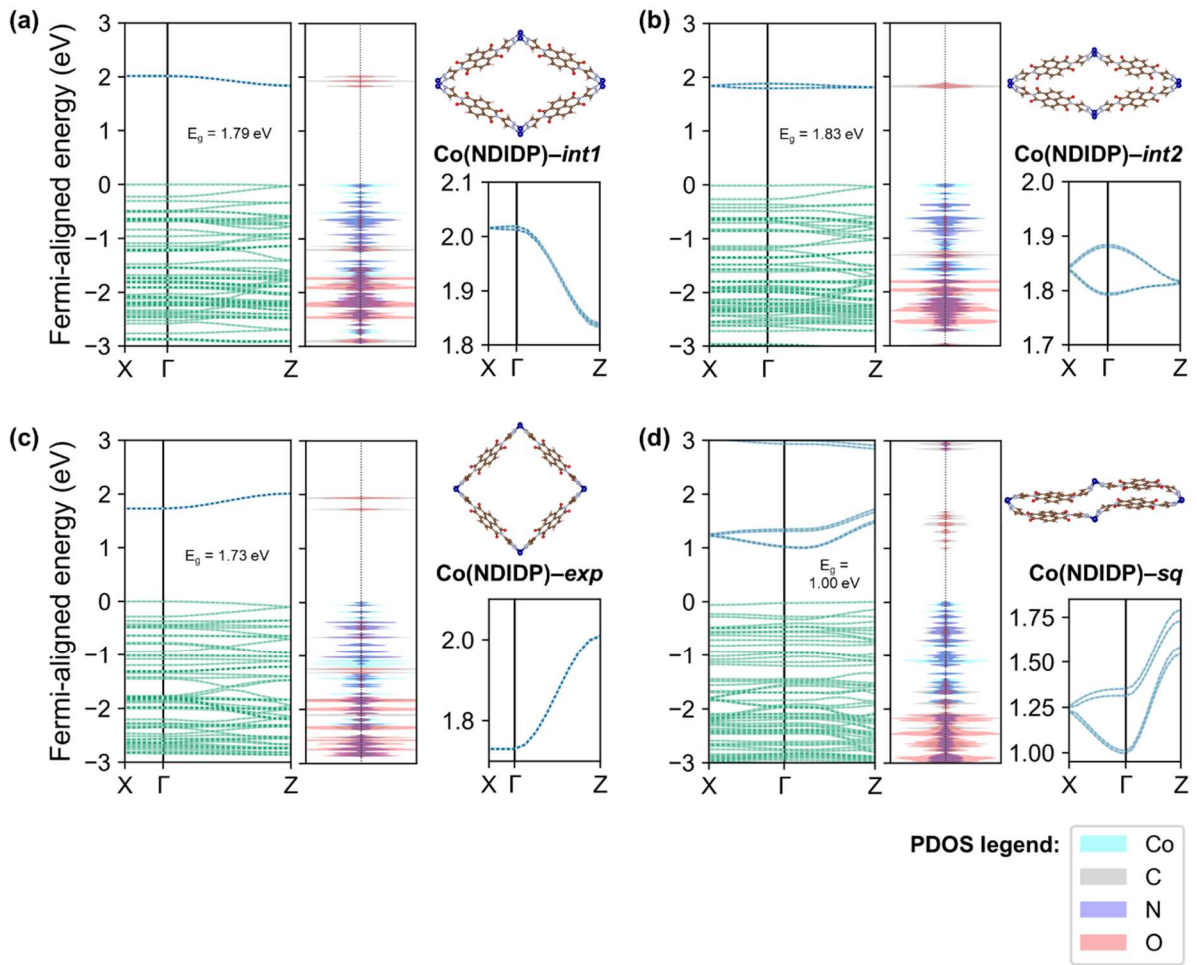 (a)
Fermi-aligned energy (eV)
3
2
1
0
−1
−2
−3
X Γ Z
E_g = 1.79 eV
Co(NDIDP)–int1
2.1
2.0
1.9
1.8
X Γ Z
(b)
3
2
1
0
−1
−2
−3
X Γ Z
E_g = 1.83 eV
Co(NDIDP)–int2
2.0
1.9
1.8
1.7
X Γ Z
(c)
Fermi-aligned energy (eV)
3
2
1
0
−1
−2
−3
X Γ Z
E_g = 1.73 eV
Co(NDIDP)–exp
2.0
1.8
X Γ Z
(d)
3
2
1
0
−1
−2
−3
X Γ Z
E_g =
1.00 eV
Co(NDIDP)–sq
1.75
1.50
1.25
1.00
X Γ Z
PDOS legend:
Co
C
N
O